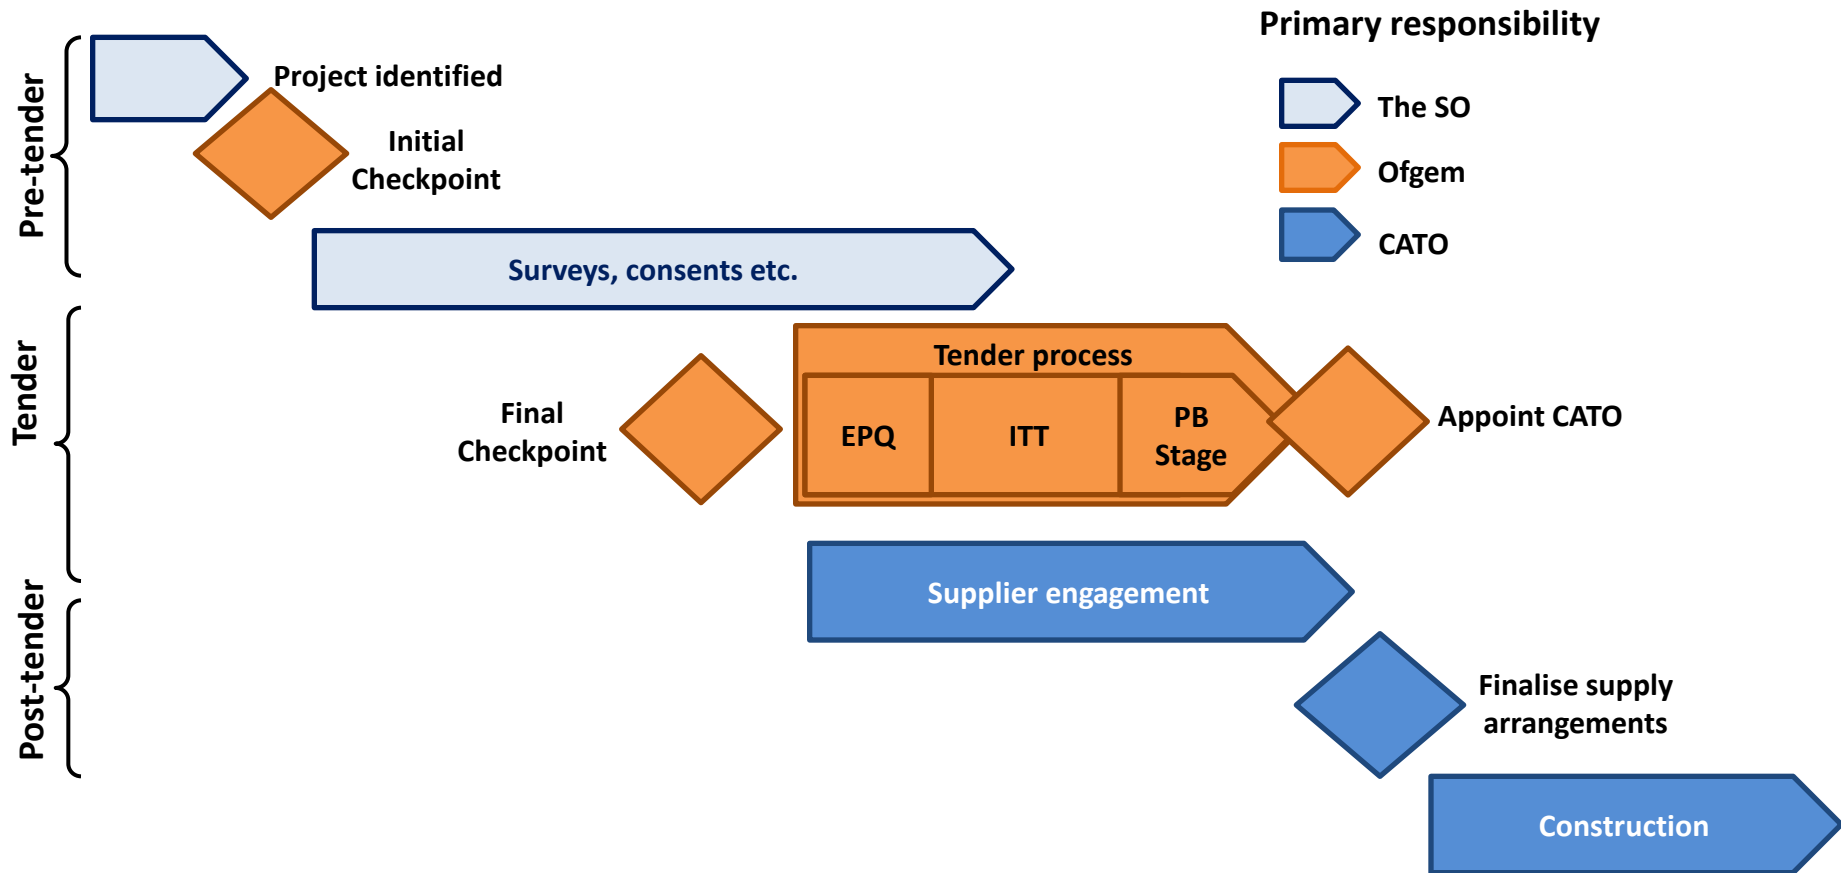 Primary responsibility
The SO
Ofgem
CATO
Pre-tender
Project identified
Initial
Checkpoint
Surveys, consents etc.
Tender
Final
Checkpoint
Tender process
EPQ
ITT
PB
Stage
Appoint CATO
Supplier engagement
Post-tender
Finalise supply
arrangements
Construction